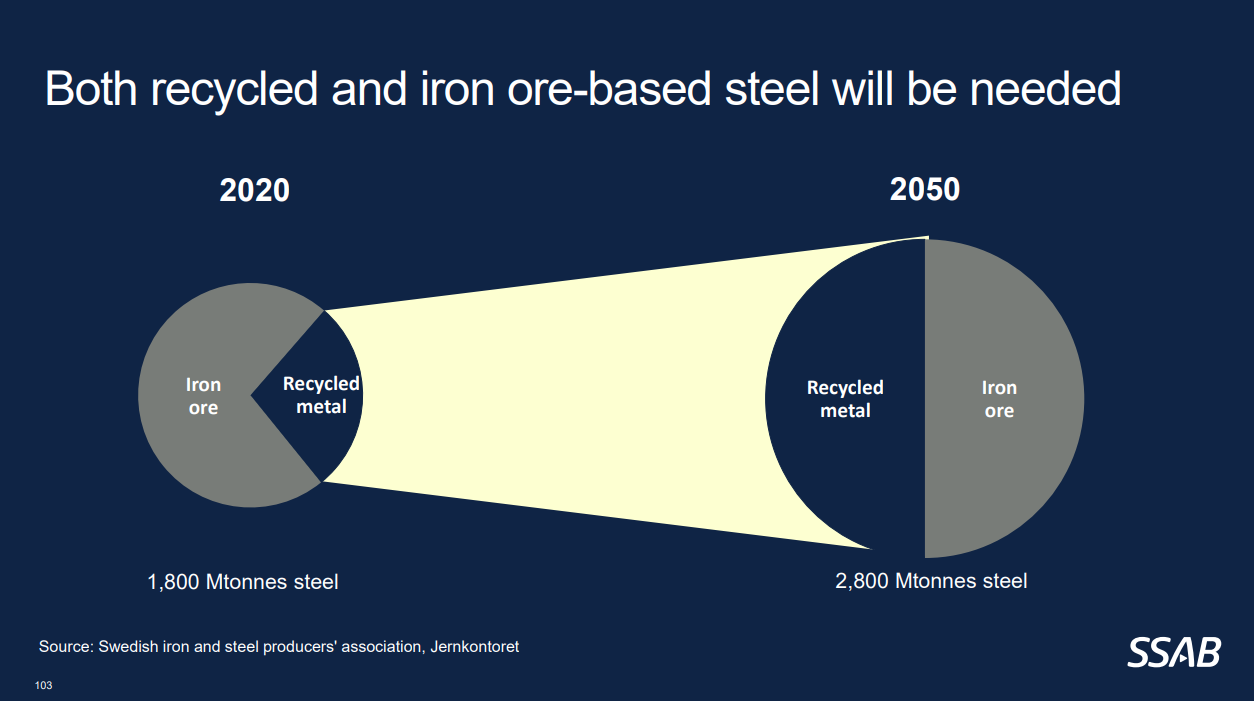 Both recycled and iron ore-based steel will be needed
2020
2050
Iron
ore
Recycled
metal
Recycled
metal
Iron
ore
1,800 Mtonnes steel
2,800 Mtonnes steel
Source: Swedish iron and steel producers' association, Jernkontoret
SSAB
103